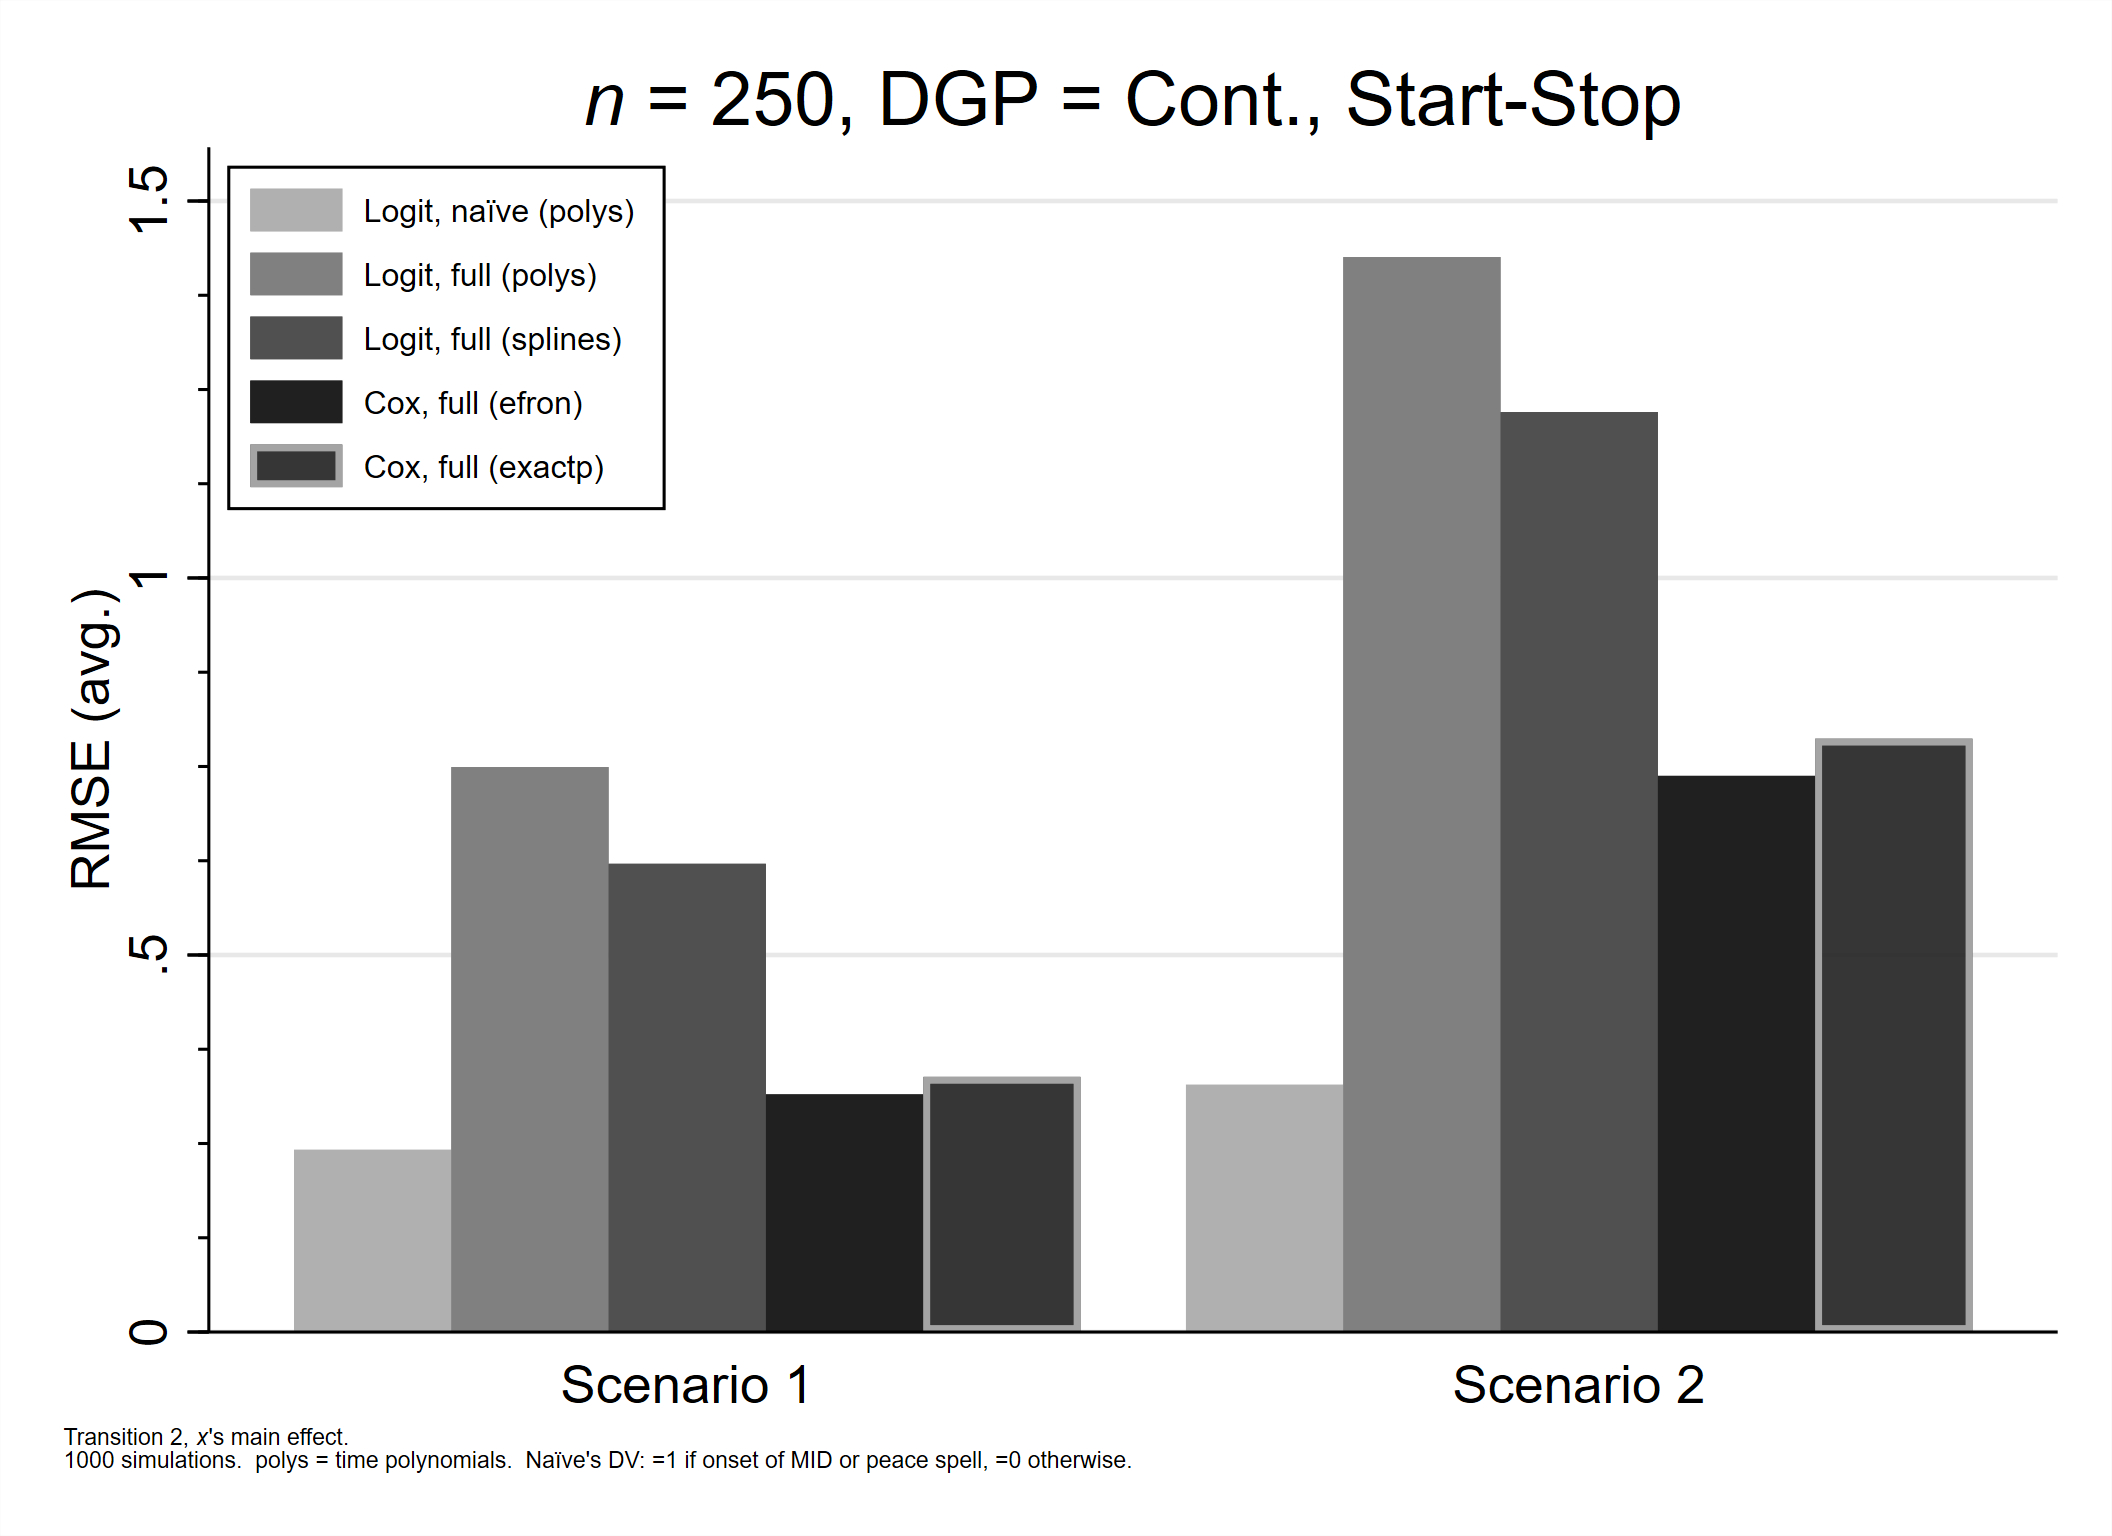 n = 250, DGP = Cont., Start-Stop
1.5
1
.5
0
RMSE (avg.)
Logit, naïve (polys)
Logit, full (polys)
Logit, full (splines)
Cox, full (efron)
Cox, full (exactp)
Scenario 1
Scenario 2
Transition 2, x's main effect.
1000 simulations.  polys = time polynomials.  Naïve's DV: =1 if onset of MID or peace spell, =0 otherwise.